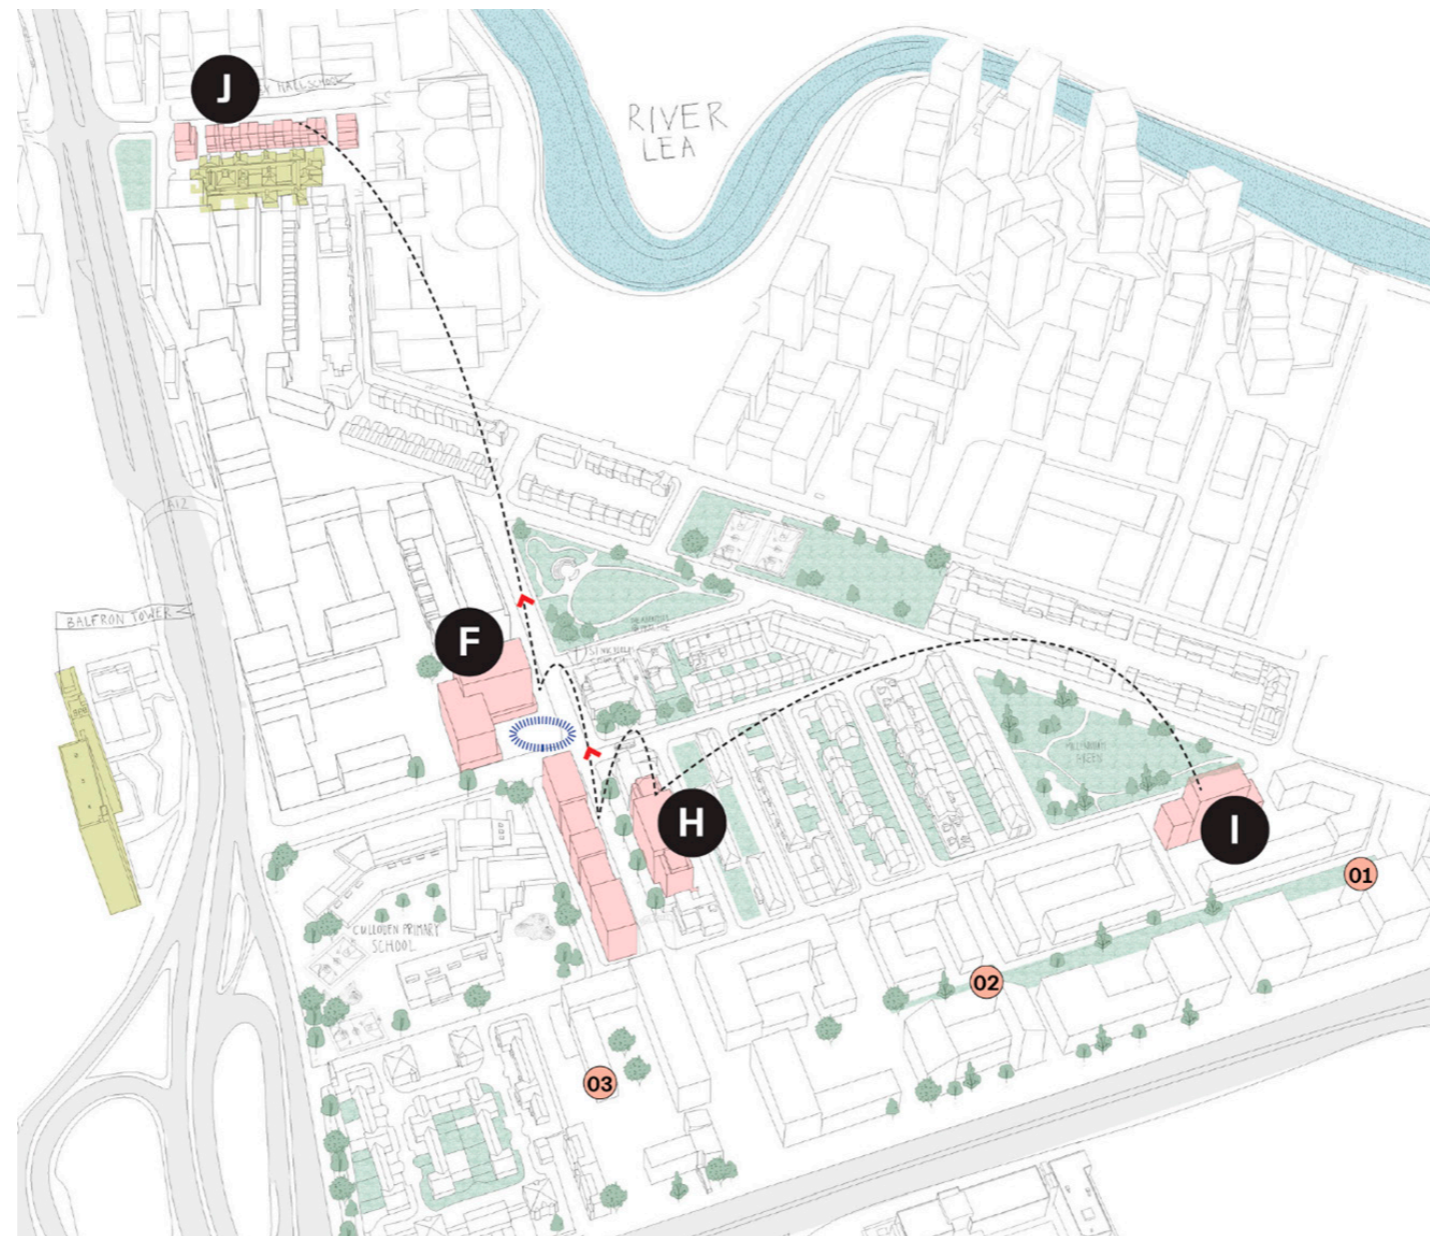 J
RIVER
LEA
A12
BALFRON TOWER
F
H
I
01
CULLODEN PRIMARY
SCHOOL
02
03